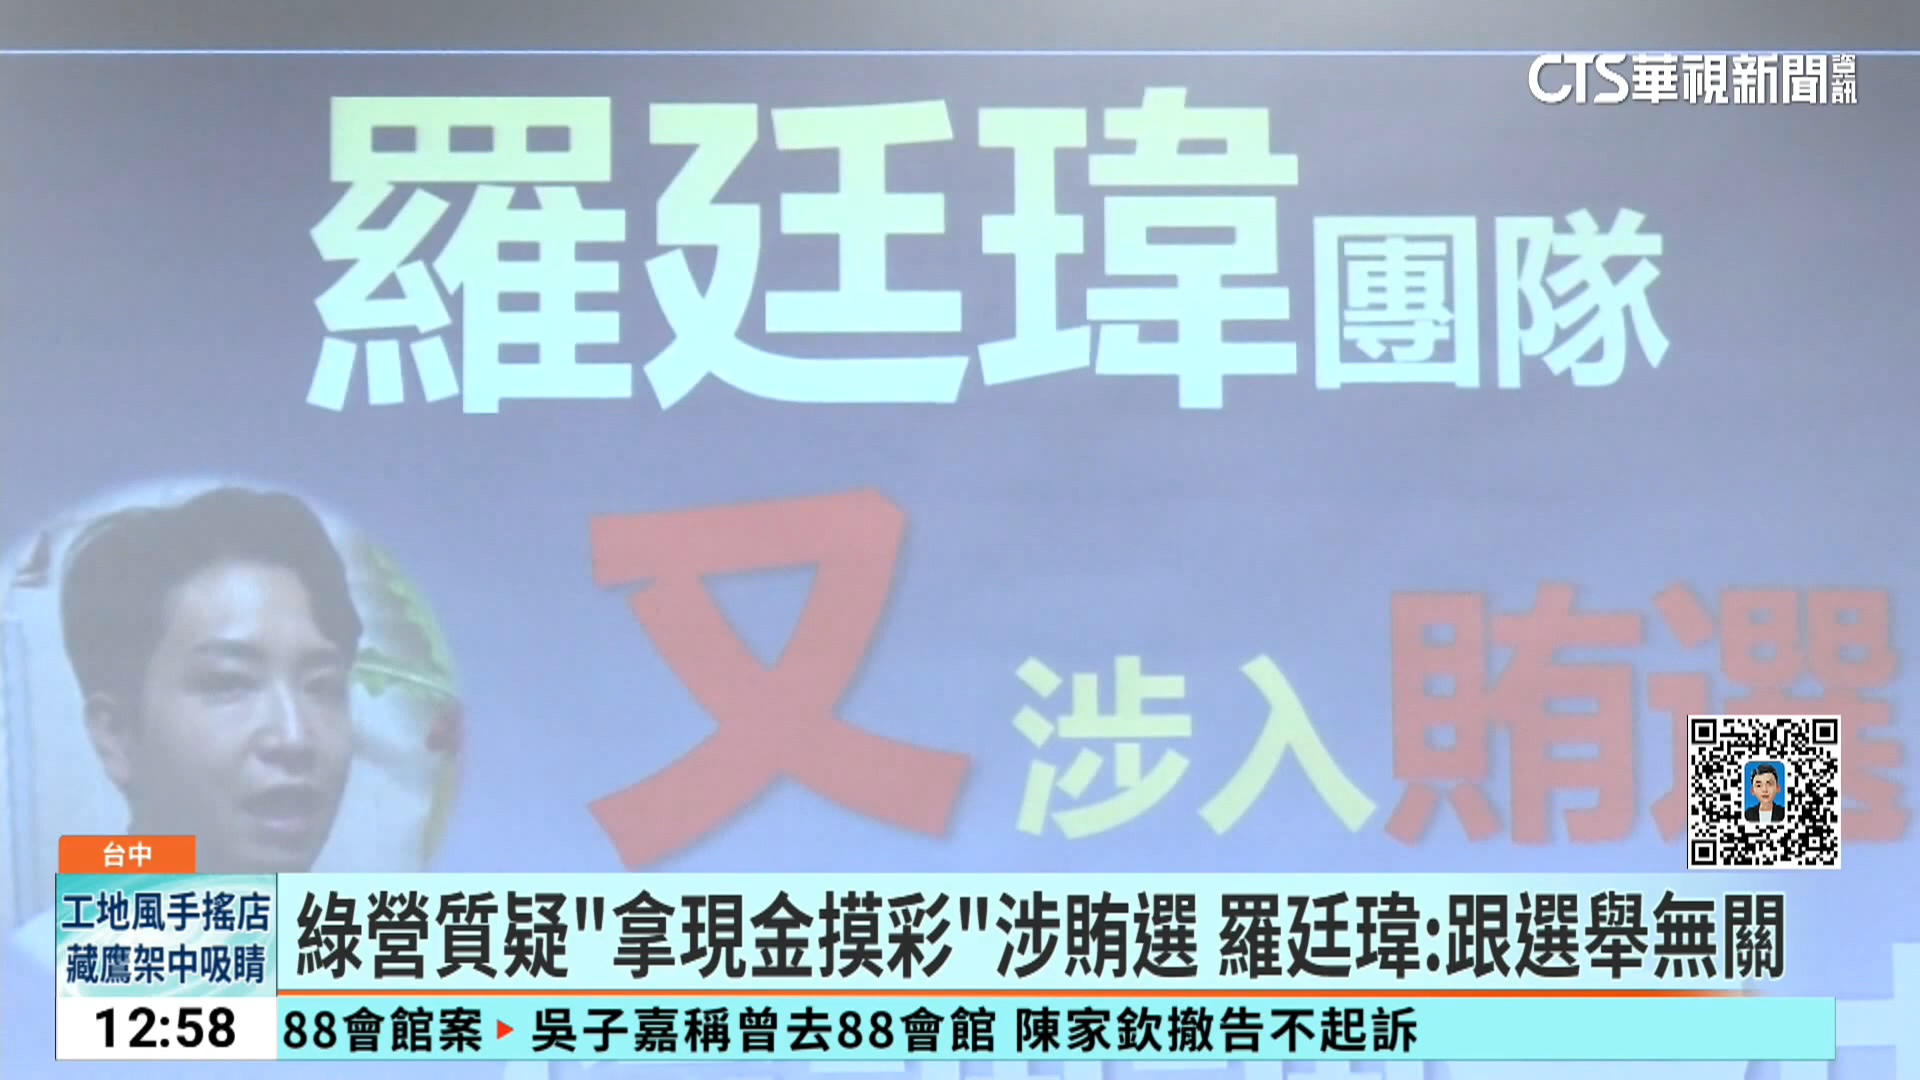 CTS華視新聞資訊
羅廷瑋團隊
又涉入賄選
台中
工地風手搖店
藏鷹架中吸睛
綠營質疑"拿現金摸彩"涉賄選 羅廷瑋:跟選舉無關
12:58
88會館案▸吳子嘉稱曾去88會館 陳家欽撤告不起訴